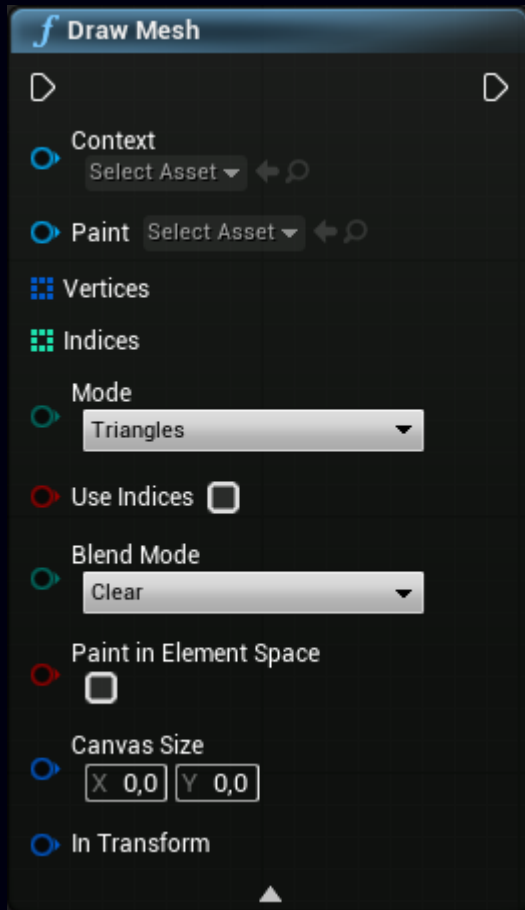 f Draw Mesh
Context
Select Asset
Paint Select Asset
Vertices
Indices
Mode
Triangles
Use Indices
Blend Mode
Clear
Paint in Element Space
Canvas Size
X 0,0 Y 0,0
In Transform